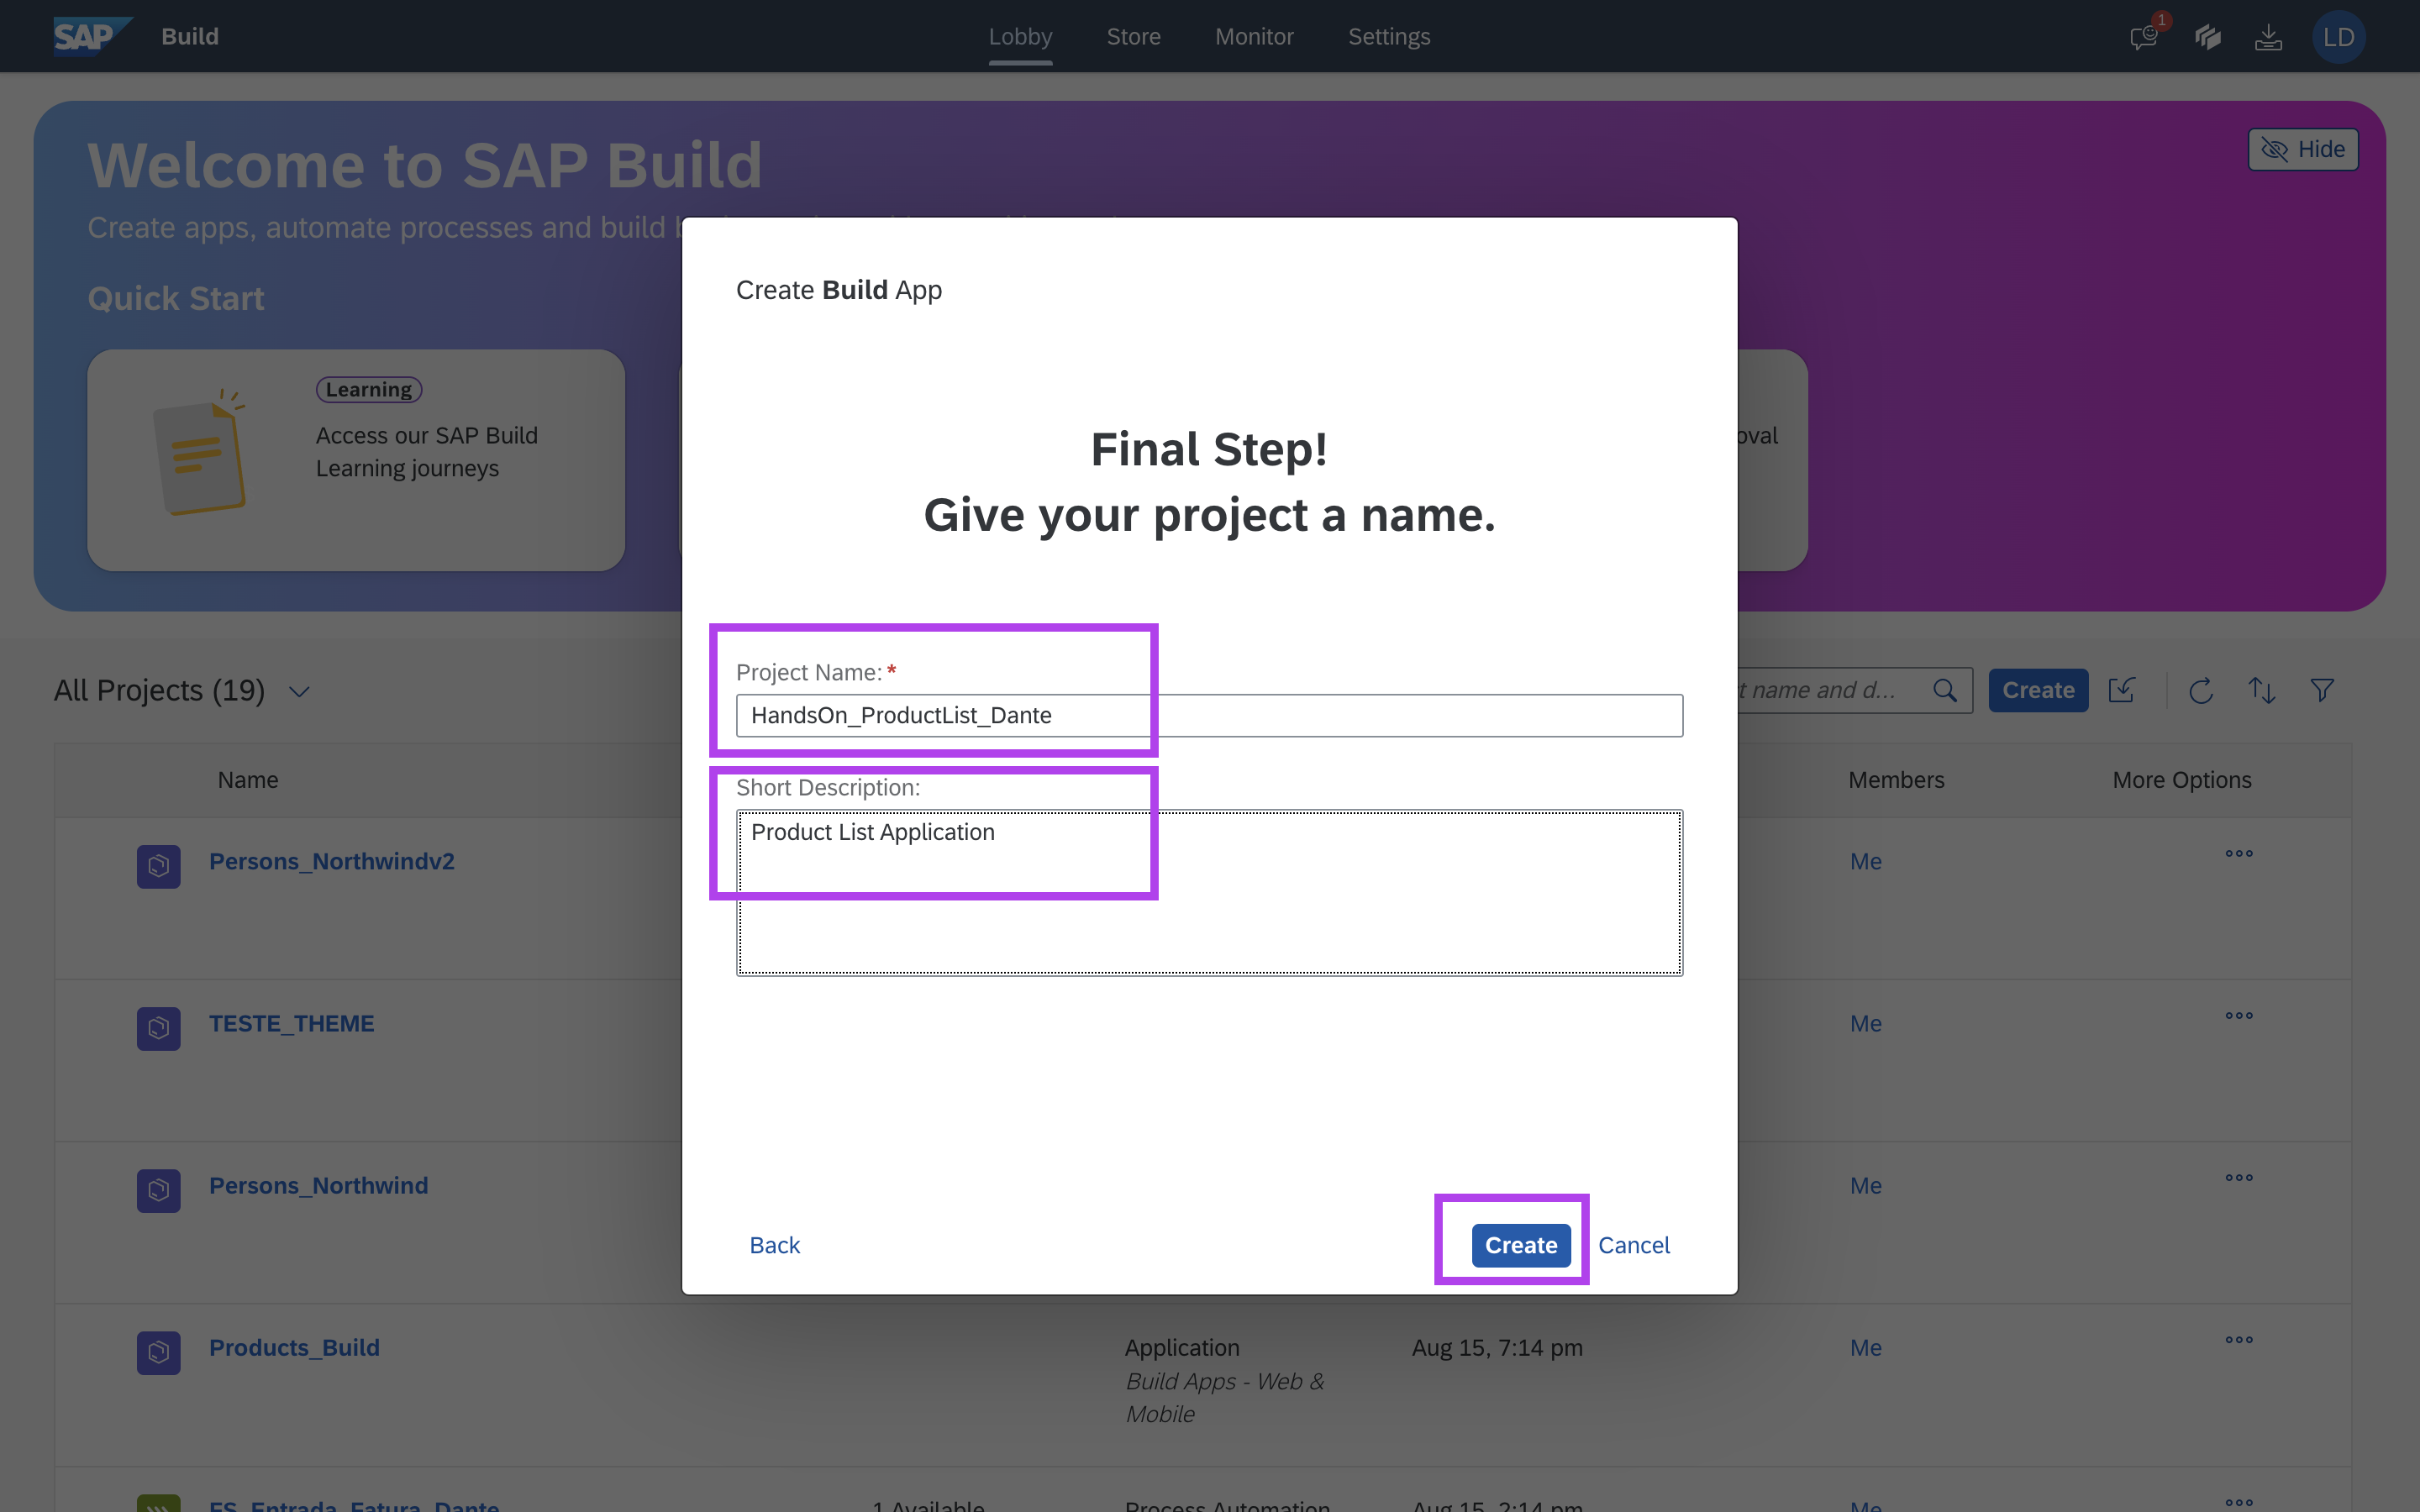 SAP Build
Lobby Store Monitor Settings
1
LD
Welcome to SAP Build
Hide
Create apps, automate processes and build
Quick Start
Learning
Access our SAP Build
Learning journeys
Create Build App
Final Step!
Give your project a name.
Project Name:*
HandsOn_ProductList_Dante
Short Description:
Product List Application
Back
Create
Cancel
All Projects (19)
t name and d...
Create
Name Members More Options
Persons_Northwindv2 Me
TESTE_THEME Me
Persons_Northwind Me
Products_Build Application Aug 15, 7:14 pm Me
Build Apps - Web &
Mobile
FS_Entrada_Fatura_Dante 1 Available Process Automation Aug 15, 2:14 pm Me